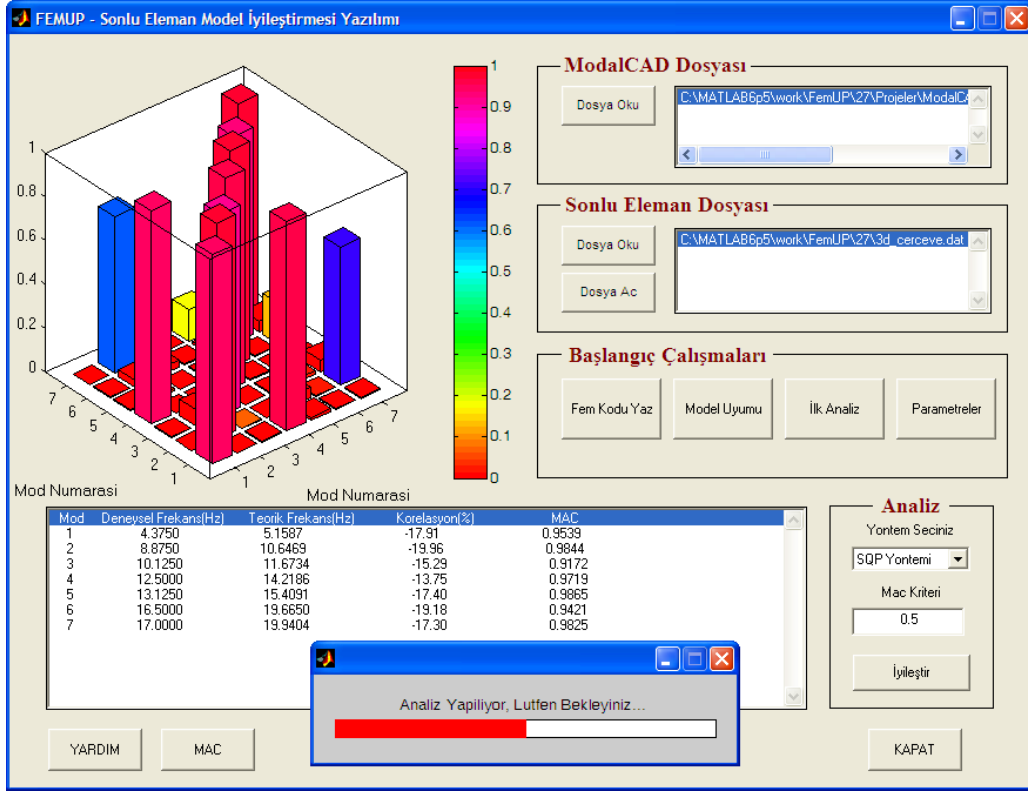 FEMUP - Sonlu Eleman Model İyileştirmesi Yazılımı
1
0.8
0.6
0.4
0.2
0
7
6
5
4
3
2
1
1
2
3
4
5
6
7
Mod Numarasi
Mod Numarasi
1
0.9
0.8
0.7
0.6
0.5
0.4
0.3
0.2
0.1
0
ModalCAD Dosyası
Dosya Oku
C:\MATLAB6p5\work\FemUP\27\Projeler\ModalC
Sonlu Eleman Dosyası
Dosya Oku
C:\MATLAB6p5\work\FemUP\27\3d_cerceve.dat
Dosya Ac
Başlangıç Çalışmaları
Fem Kodu Yaz
Model Uyumu
İlk Analiz
Parametreler
Mod Deneysel Frekans(Hz) Teorik Frekans(Hz) Korelasyon(%) MAC
1 4.3750 5.1587 -17.91 0.9539
2 8.8750 10.6469 -19.96 0.9844
3 10.1250 11.6734 -15.29 0.9172
4 12.5000 14.2186 -13.75 0.9719
5 13.1250 15.4091 -17.40 0.9865
6 16.5000 19.6650 -19.18 0.9421
7 17.0000 19.9404 -17.30 0.9825
Analiz
Yontem Seciniz
SQP Yontemi
Mac Kriteri
0.5
İyileştir
Analiz Yapiliyor, Lutfen Bekleyiniz...
YARDIM
MAC
KAPAT